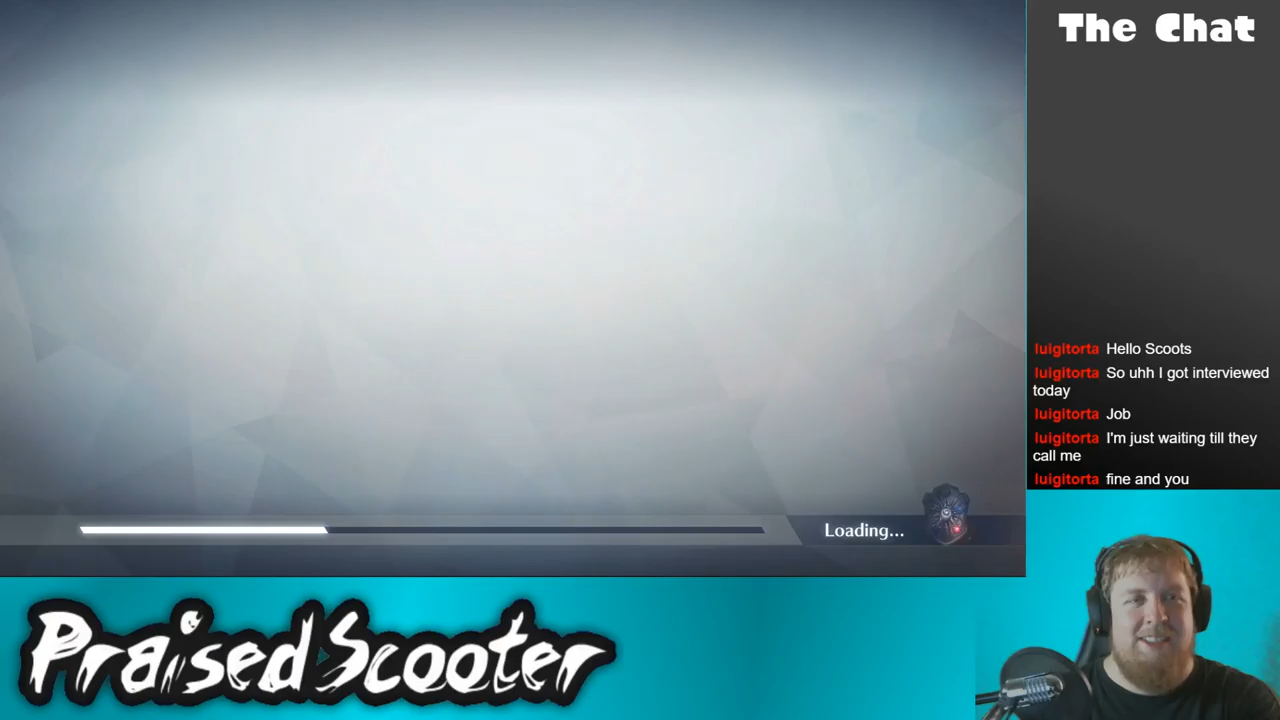 The Chat
luigitorta Hello Scoots
luigitorta So uhh I got interviewed
today
luigitorta Job
luigitorta I'm just waiting till they
call me
luigitorta fine and you
Loading...
PraisedScooter